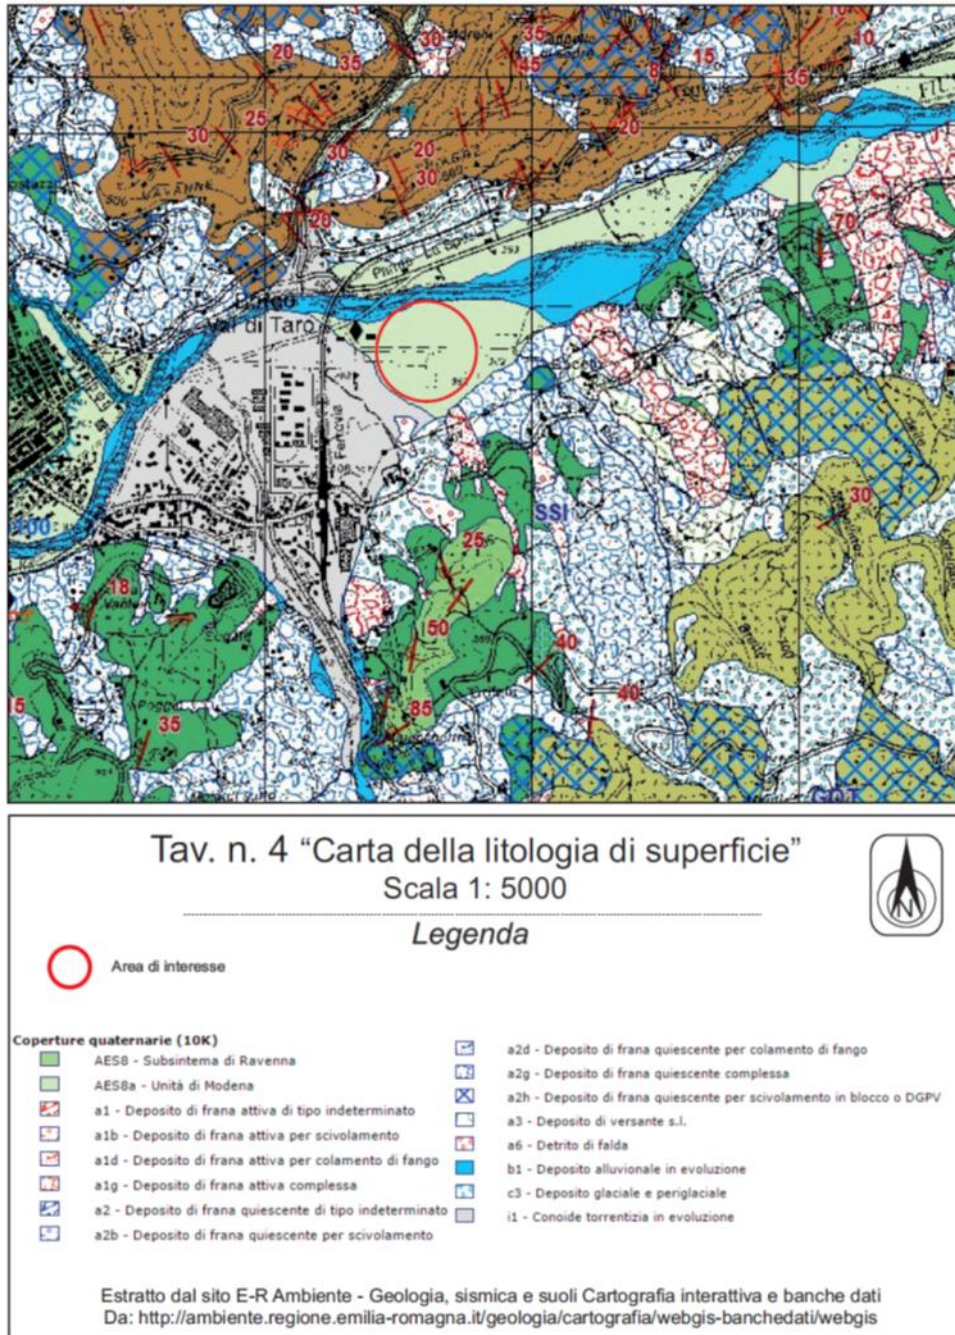 30
35
10
20
35
45
15
8
35
25
30
30
20
20
30
20
70
Borgo
Val di Taro
Ferrovia
100
SSI
30
25
18
50
40
15
35
85
40
Tav. n. 4 “Carta della litologia di superficie”
Scala 1: 5000
Legenda
N
Area di interesse
Coperture quaternarie (10K)
AES8 - Subsintema di Ravenna
AES8a - Unità di Modena
a1 - Deposito di frana attiva di tipo indeterminato
a1b - Deposito di frana attiva per scivolamento
a1d - Deposito di frana attiva per colamento di fango
a1g - Deposito di frana attiva complessa
a2 - Deposito di frana quiescente di tipo indeterminato
a2b - Deposito di frana quiescente per scivolamento
a2d - Deposito di frana quiescente per colamento di fango
a2g - Deposito di frana quiescente complessa
a2h - Deposito di frana quiescente per scivolamento in blocco o DGPV
a3 - Deposito di versante s.l.
a6 - Detrito di falda
b1 - Deposito alluvionale in evoluzione
c3 - Deposito glaciale e periglaciale
i1 - Conoide torrentizia in evoluzione
Estratto dal sito E-R Ambiente - Geologia, sismica e suoli Cartografia interattiva e banche dati
Da: http://ambiente.regione.emilia-romagna.it/geologia/cartografia/webgis-banchedati/webgis